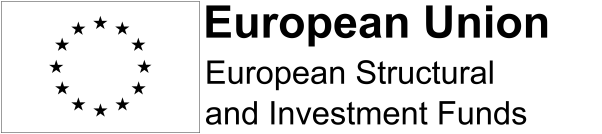 European Union
European Structural
and Investment Funds